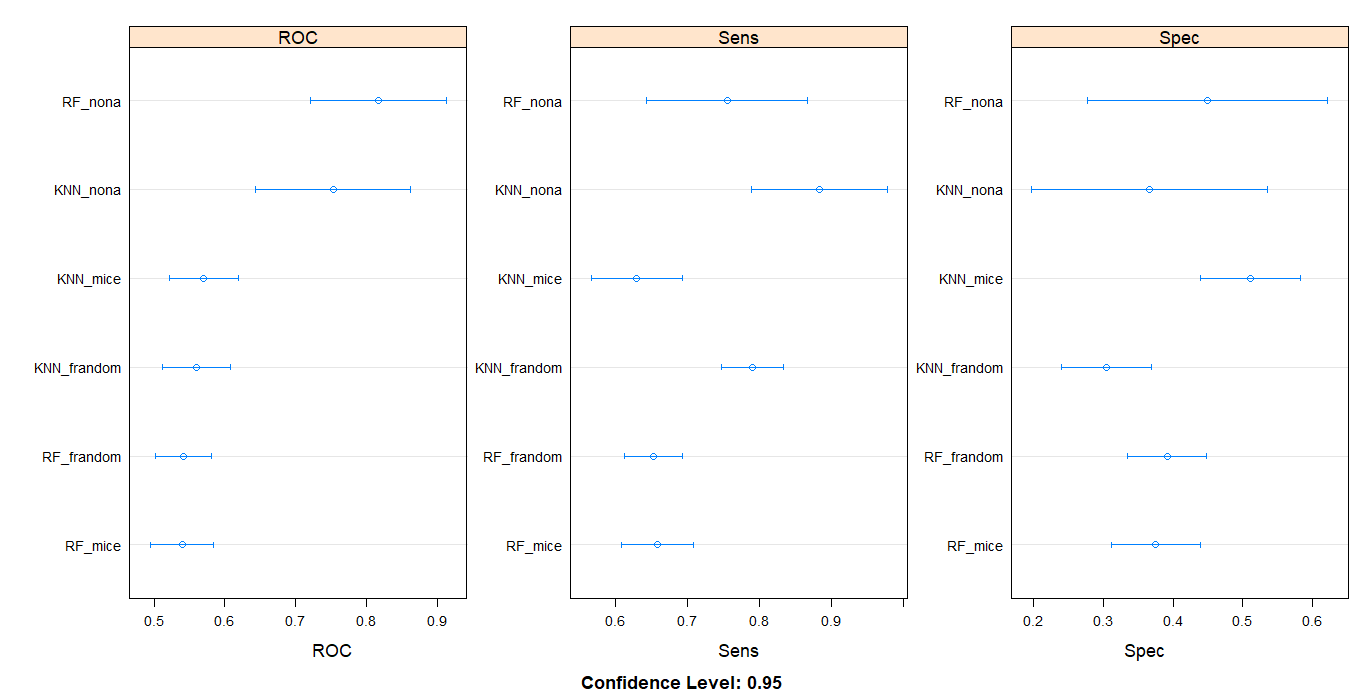 ROC
Sens
Spec
RF_nona
RF_nona
RF_nona
KNN_nona
KNN_nona
KNN_nona
KNN_mice
KNN_mice
KNN_mice
KNN_frandom
KNN_frandom
KNN_frandom
RF_frandom
RF_frandom
RF_frandom
RF_mice
RF_mice
RF_mice
0.5 0.6 0.7 0.8 0.9
0.6 0.7 0.8 0.9
0.2 0.3 0.4 0.5 0.6
ROC
Sens
Spec
Confidence Level: 0.95